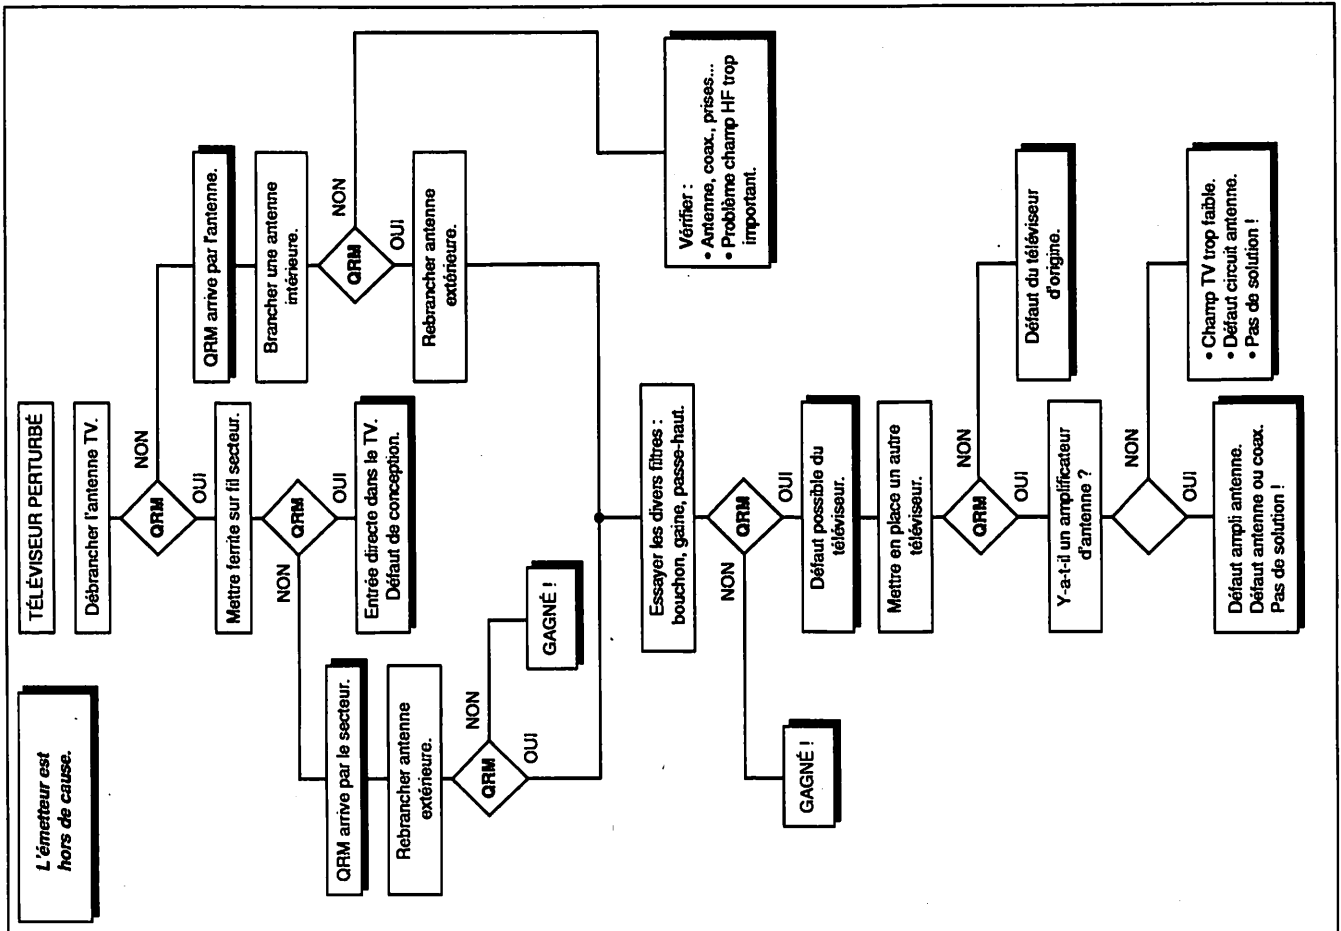 L'émetteur est
hors de cause.
TÉLÉVISEUR PERTURBÉ
Débrancher l'antenne TV.
QRM
NON
OUI
Mettre ferrite sur fil secteur.
QRM
NON
OUI
Entrée directe dans le TV.
Défaut de conception.
QRM arrive par le secteur.
Rebrancher antenne
extérieure.
QRM
NON
OUI
GAGNÉ !
QRM arrive par l'antenne.
Brancher une antenne
intérieure.
QRM
NON
OUI
Rebrancher antenne
extérieure.
Vérifier :
• Antenne, coax., prises...
• Problème champ HF trop
important.
Essayer les divers filtres :
bouchon, gaine, passe-haut.
QRM
NON
OUI
GAGNÉ !
Défaut possible du
téléviseur.
Mettre en place un autre
téléviseur.
QRM
NON
OUI
Défaut du téléviseur
d'origine.
Y-a-t-il un amplificateur
d'antenne ?
NON
OUI
• Champ TV trop faible.
• Défaut circuit antenne.
• Pas de solution !
Défaut ampli antenne.
Défaut antenne ou coax.
Pas de solution !